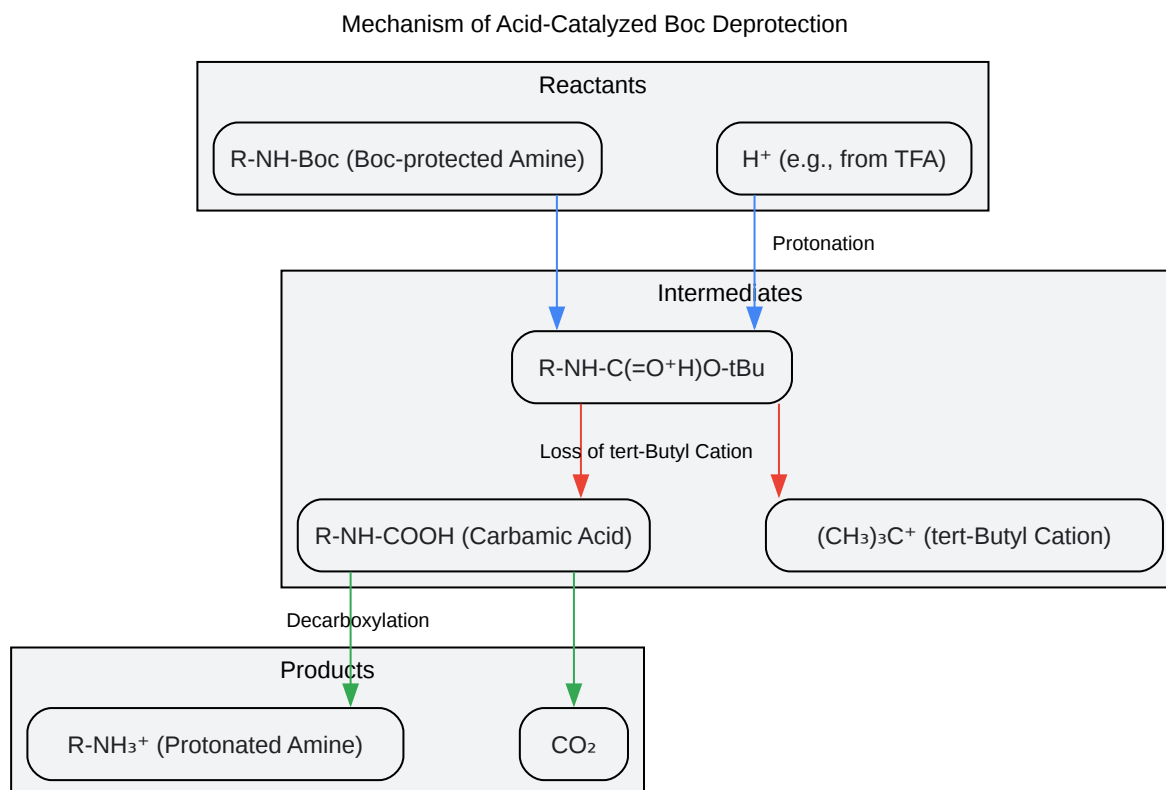 Mechanism of Acid-Catalyzed Boc Deprotection
Reactants
R-NH-Boc (Boc-protected Amine)
H⁺ (e.g., from TFA)
Protonation
Intermediates
R-NH-C(=O⁺H)O-tBu
Loss of tert-Butyl Cation
R-NH-COOH (Carbamic Acid)
(CH₃)₃C⁺ (tert-Butyl Cation)
Decarboxylation
Products
R-NH₃⁺ (Protonated Amine)
CO₂